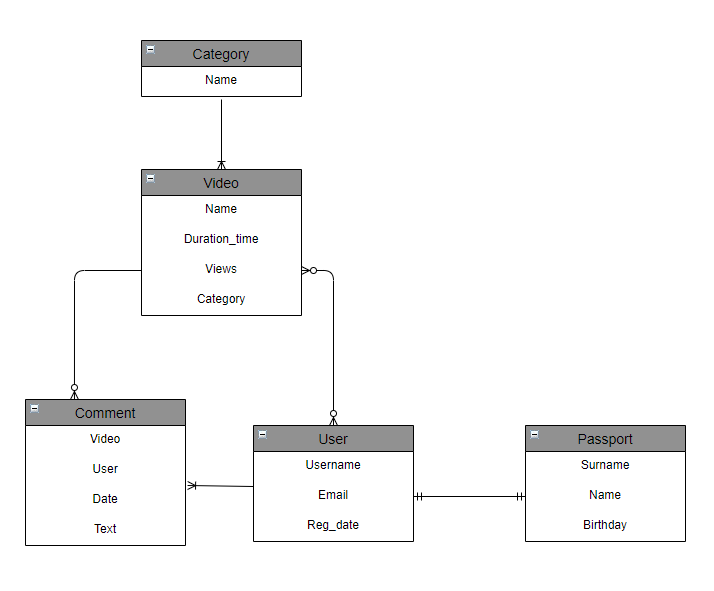 Category
Name
Video
Name
Duration_time
Views
Category
Comment
Video
User
Date
Text
User
Username
Email
Reg_date
Passport
Surname
Name
Birthday